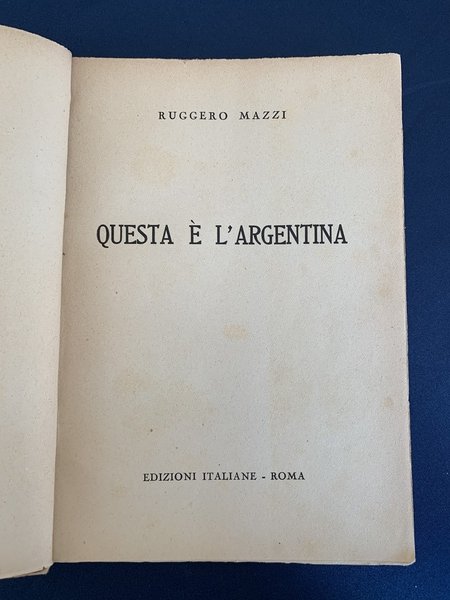 RUGGERO MAZZI
QUESTA È L'ARGENTINA
EDIZIONI ITALIANE - ROMA